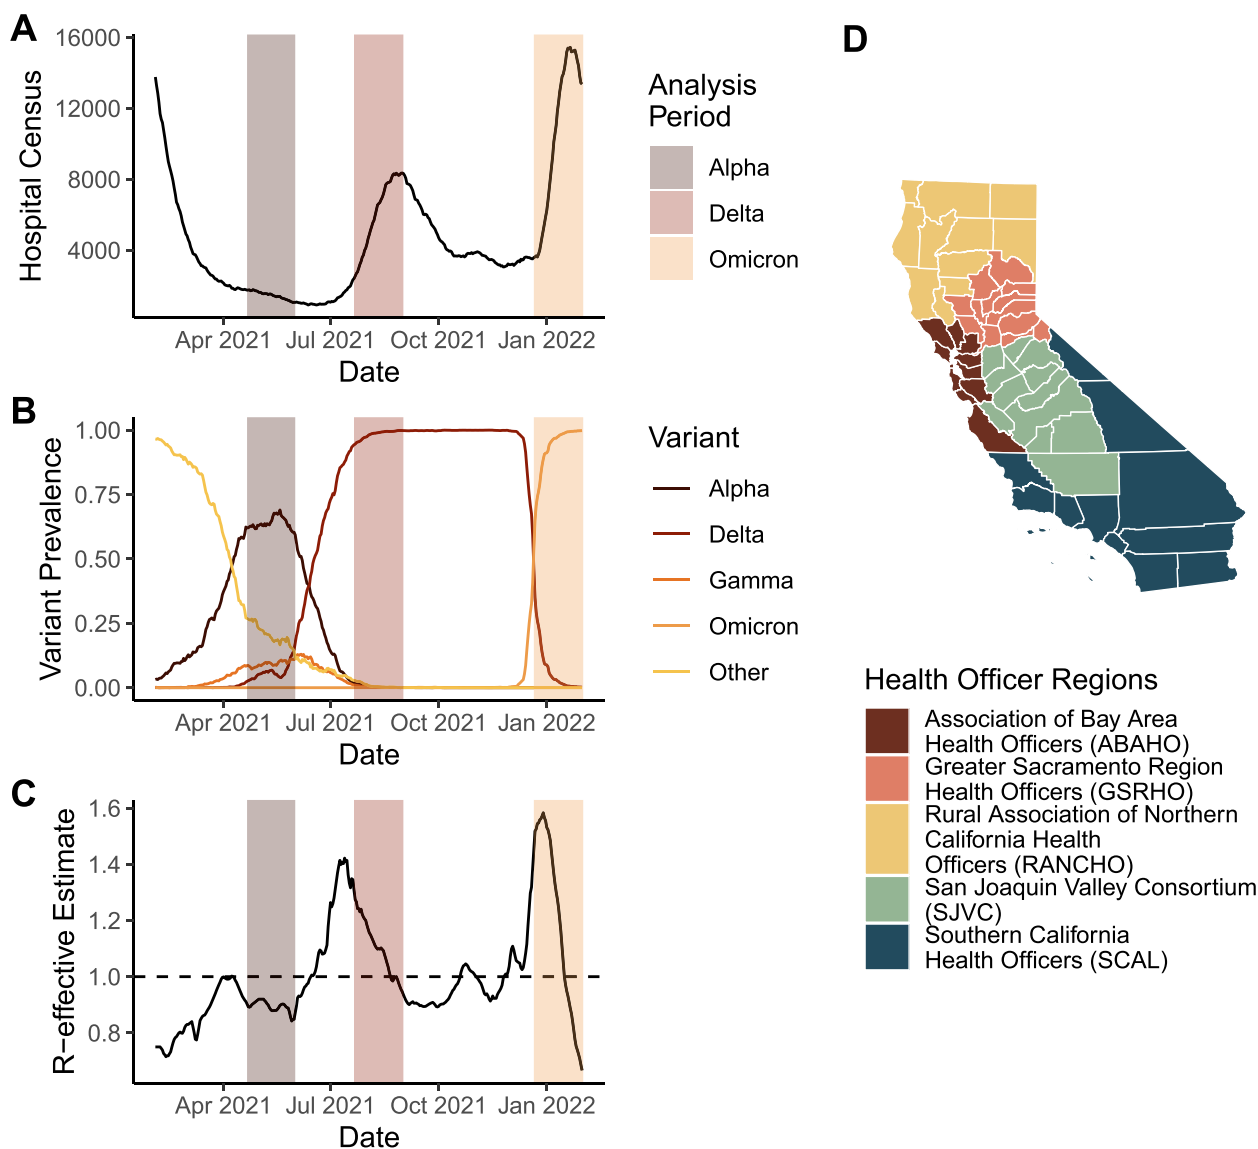 A
16000
12000
8000
4000
Hospital Census
Apr 2021
Jul 2021
Oct 2021
Jan 2022
Date
Analysis
Period
Alpha
Delta
Omicron
B
1.00
0.75
0.50
0.25
0.00
Variant Prevalence
Apr 2021
Jul 2021
Oct 2021
Jan 2022
Date
Variant
Alpha
Delta
Gamma
Omicron
Other
C
1.6
1.4
1.2
1.0
0.8
R−effective Estimate
Apr 2021
Jul 2021
Oct 2021
Jan 2022
Date
D
Health Officer Regions
Association of Bay Area
Health Officers (ABAHO)
Greater Sacramento Region
Health Officers (GSRHO)
Rural Association of Northern
California Health
Officers (RANCHO)
San Joaquin Valley Consortium
(SJVC)
Southern California
Health Officers (SCAL)